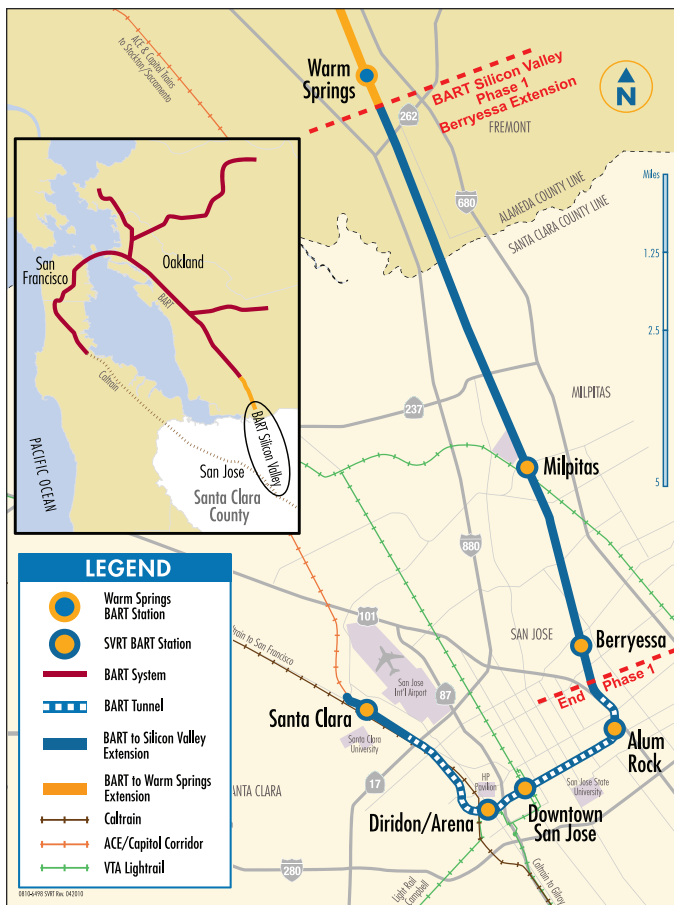 ACE & Capitol Trains
to Stockton/Sacramento
Warm
Springs
BART Silicon Valley
Phase 1
Berryessa Extension
N
262
FREMONT
680
ALAMEDA COUNTY LINE
SANTA CLARA COUNTY LINE
Miles
1.25
2.5
5
San
Francisco
Oakland
BART
Caltrain
BART Silicon Valley
PACIFIC OCEAN
San Jose
Santa Clara
County
237
MILPITAS
Milpitas
880
101
SAN JOSE
Berryessa
End Phase 1
Caltrain to San Francisco
San Jose
Int'l Airport
87
Santa Clara
Santa Clara
University
Alum
Rock
17
HP
Pavilion
San Jose State
University
SANTA CLARA
Diridon/Arena
Downtown
San Jose
280
Light Rail
Campbell
Caltrain to Gilroy
LEGEND
Warm Springs
BART Station
SVRT BART Station
BART System
BART Tunnel
BART to Silicon Valley
Extension
BART to Warm Springs
Extension
Caltrain
ACE/Capitol Corridor
VTA Lightrail
0810-6498 SVRT Rev. 042010